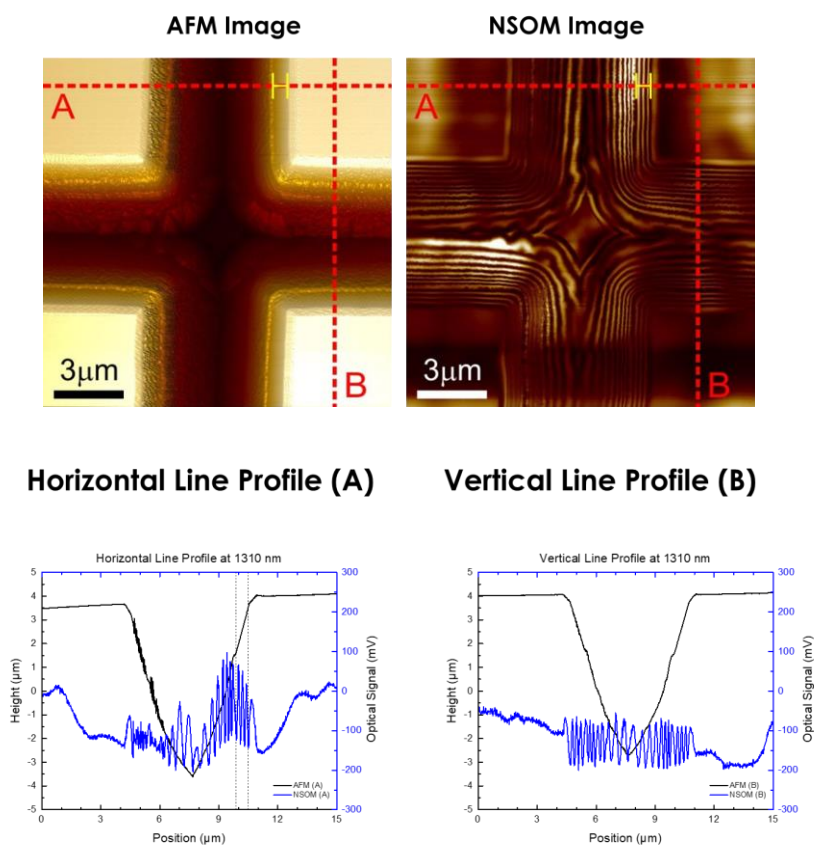 AFM Image
NSOM Image
A
A
3μm
B
3μm
B
Horizontal Line Profile (A)
Vertical Line Profile (B)
Horizontal Line Profile at 1310 nm
Vertical Line Profile at 1310 nm
5
4
3
2
1
0
-1
-2
-3
-4
-5
Height (μm)
300
200
100
0
-100
-200
-300
Optical Signal (mV)
AFM (A)
NSOM (A)
0 3 6 9 12 15
Position (μm)
5
4
3
2
1
0
-1
-2
-3
-4
-5
Height (μm)
300
200
100
0
-100
-200
-300
Optical Signal (mV)
AFM (B)
NSOM (B)
0 3 6 9 12 15
Position (μm)